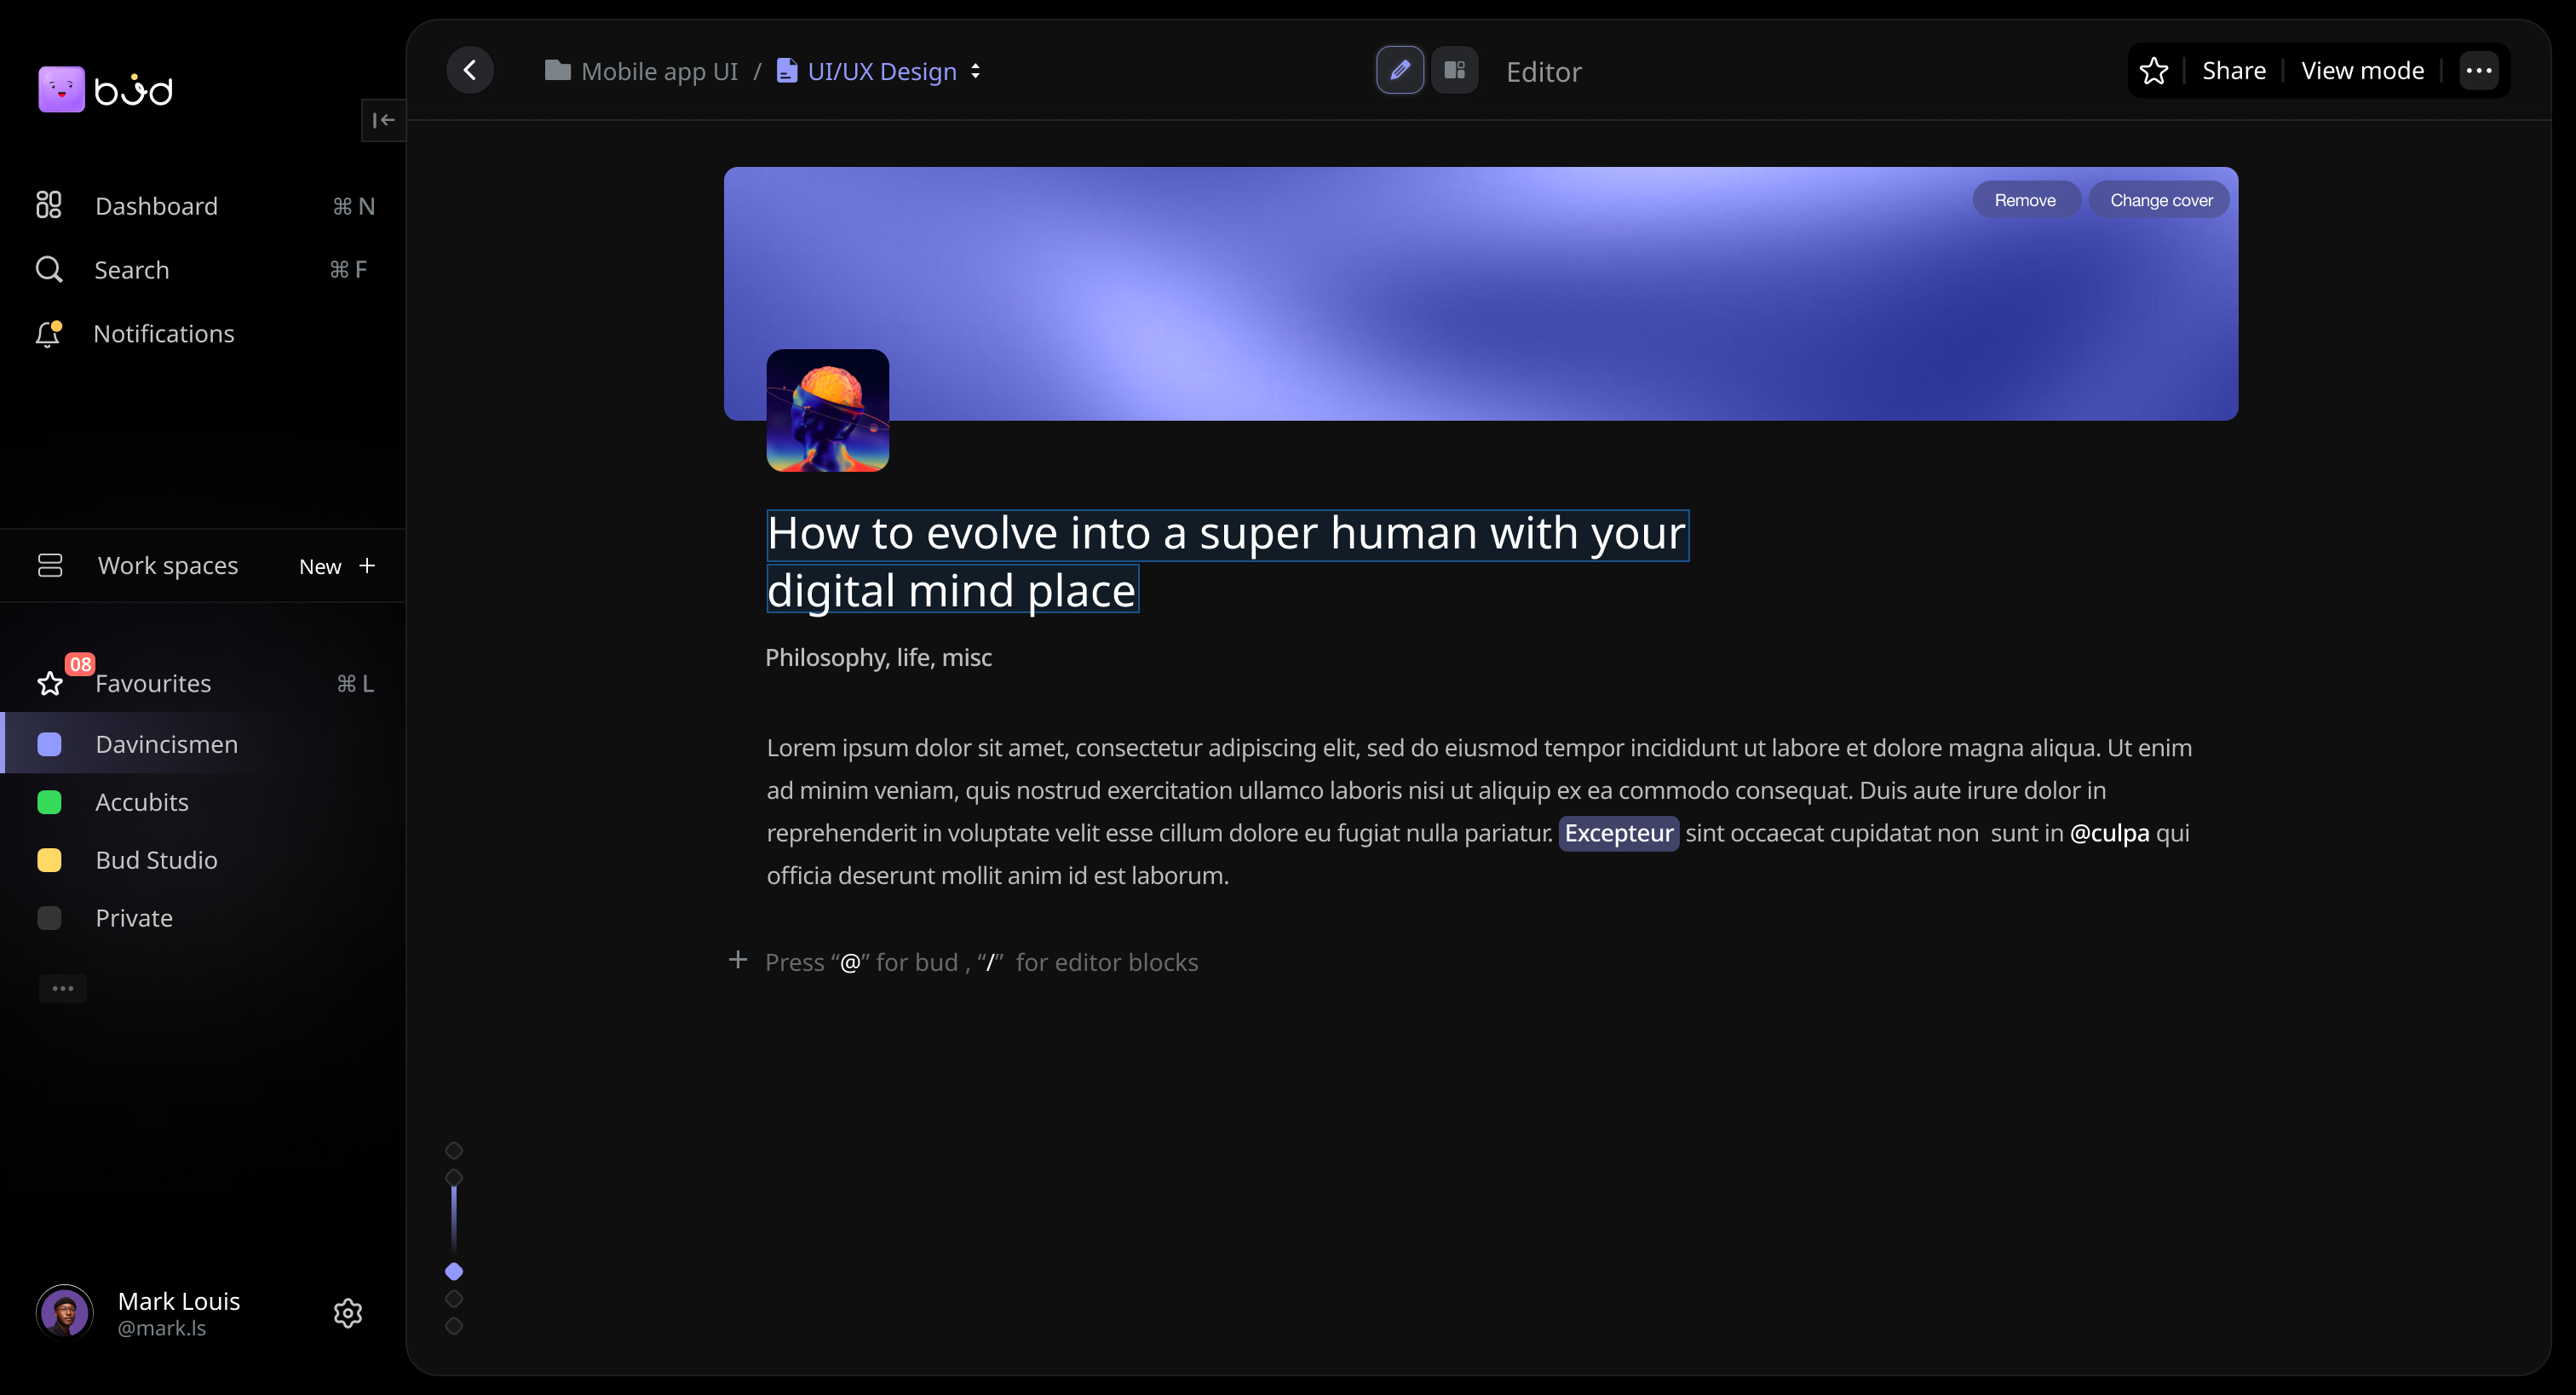 bud
Dashboard ⌘ N
Search ⌘ F
Notifications
Work spaces New +
08
Favourites ⌘ L
Davincismen
Accubits
Bud Studio
Private
Mark Louis
@mark.ls
Mobile app UI / UI/UX Design
Editor
Share | View mode |
Remove Change cover
How to evolve into a super human with your
digital mind place
Philosophy, life, misc
Lorem ipsum dolor sit amet, consectetur adipiscing elit, sed do eiusmod tempor incididunt ut labore et dolore magna aliqua. Ut enim
ad minim veniam, quis nostrud exercitation ullamco laboris nisi ut aliquip ex ea commodo consequat. Duis aute irure dolor in
reprehenderit in voluptate velit esse cillum dolore eu fugiat nulla pariatur. Excepteur sint occaecat cupidatat non  sunt in @culpa qui
officia deserunt mollit anim id est laborum.
+ Press “@” for bud , “/”  for editor blocks